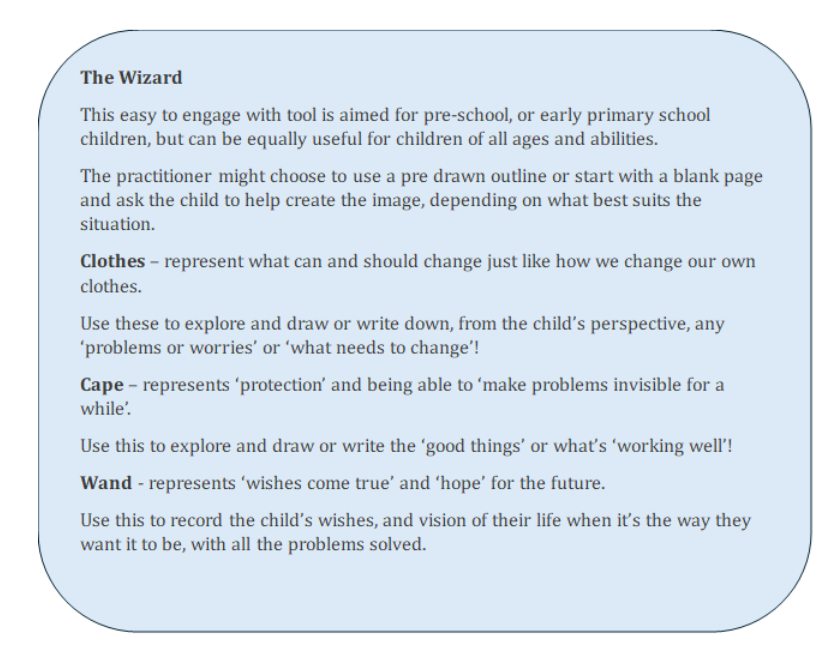 The Wizard
This easy to engage with tool is aimed for pre-school, or early primary school
children, but can be equally useful for children of all ages and abilities.
The practitioner might choose to use a pre drawn outline or start with a blank page
and ask the child to help create the image, depending on what best suits the
situation.
Clothes – represent what can and should change just like how we change our own
clothes.
Use these to explore and draw or write down, from the child’s perspective, any
‘problems or worries’ or ‘what needs to change’!
Cape – represents ‘protection’ and being able to ‘make problems invisible for a
while’.
Use this to explore and draw or write the ‘good things’ or what’s ‘working well’!
Wand - represents ‘wishes come true’ and ‘hope’ for the future.
Use this to record the child’s wishes, and vision of their life when it’s the way they
want it to be, with all the problems solved.